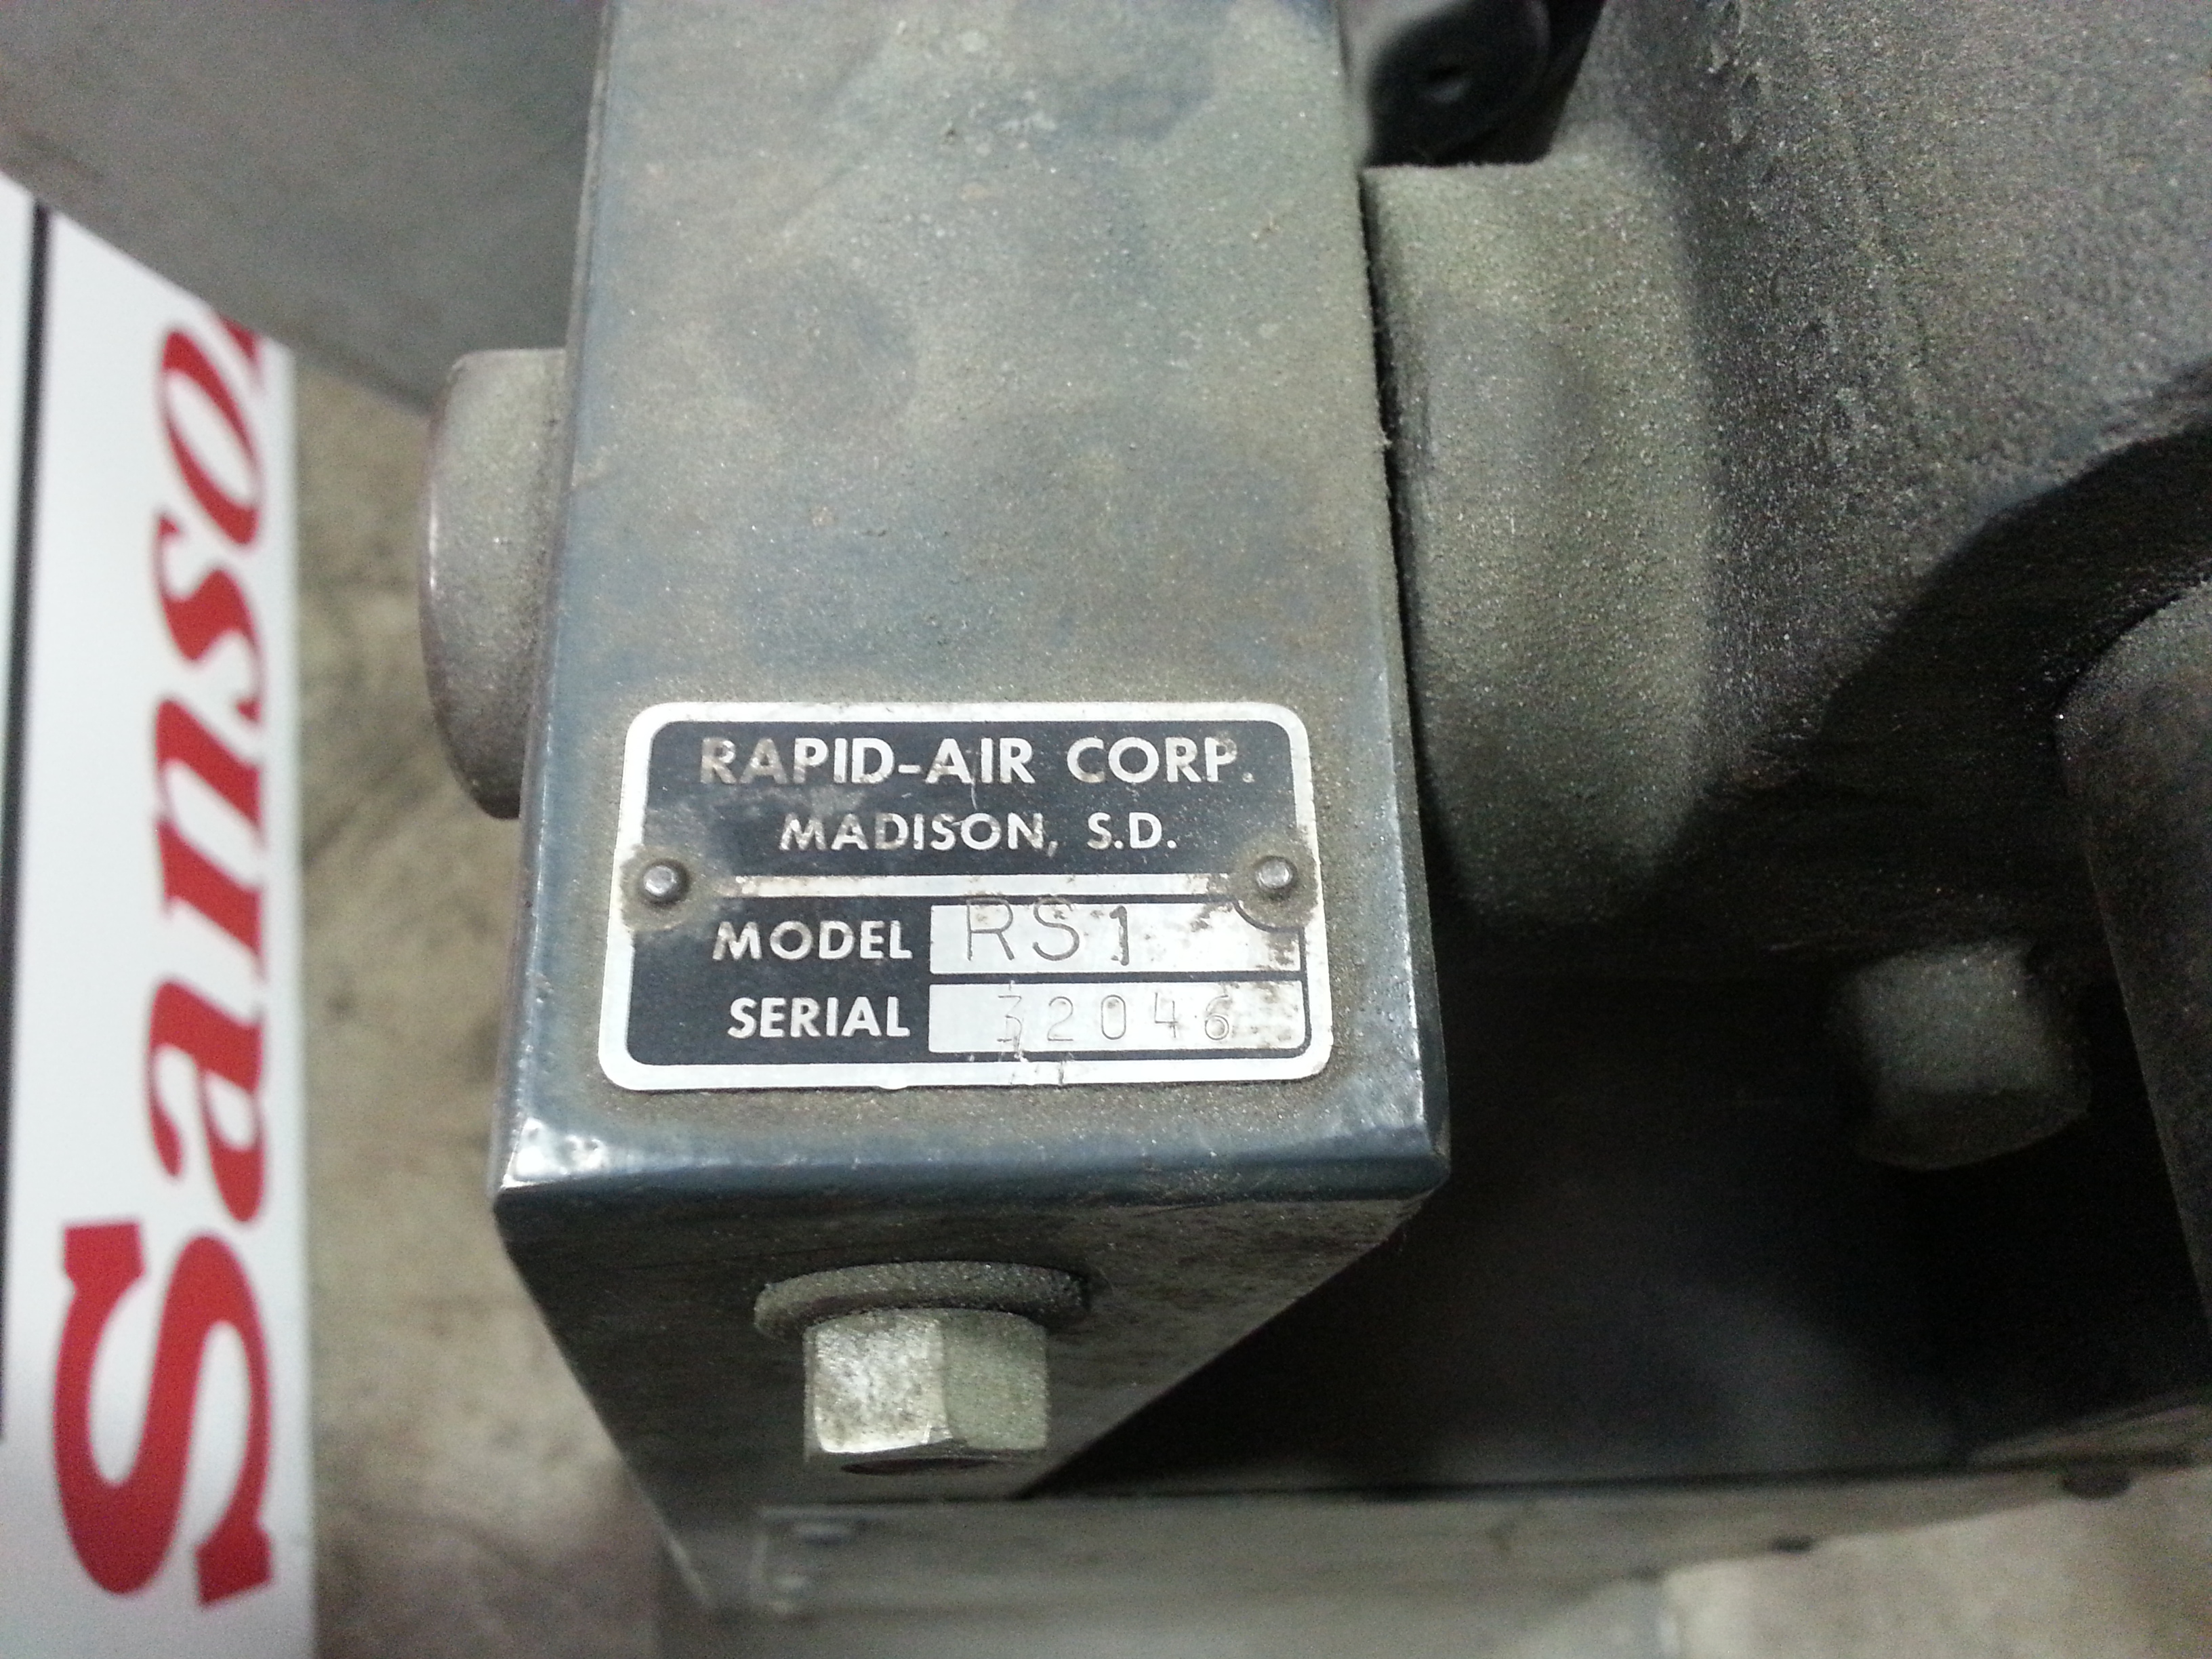 RAPID-AIR CORP.
MADISON, S.D.
MODEL RS1
SERIAL 32046
Sanso